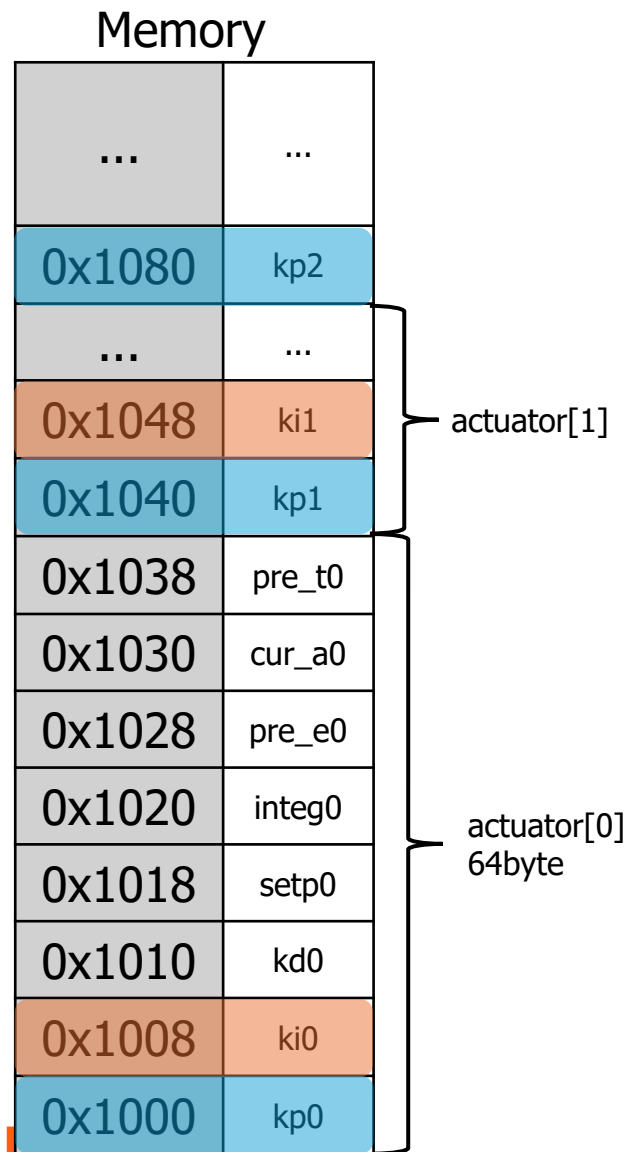 Memory
... ...
0x1080 kp2
... ...
0x1048 ki1
actuator[1]
0x1040 kp1
0x1038 pre_t0
0x1030 cur_a0
0x1028 pre_e0
0x1020 integ0
actuator[0]
64byte
0x1018 setp0
0x1010 kd0
0x1008 ki0
0x1000 kp0